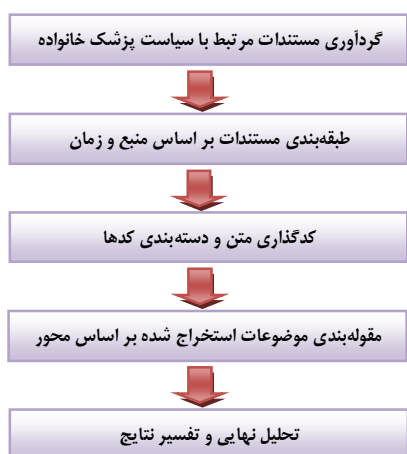 گردآوری مستندات مرتبط با سیاست پزشک خانواده
طبقه‌بندی مستندات بر اساس منبع و زمان
کدگذاری متن و دسته‌بندی کدها
مقوله‌بندی موضوعات استخراج شده بر اساس محور
تحلیل نهایی و تفسیر نتایج